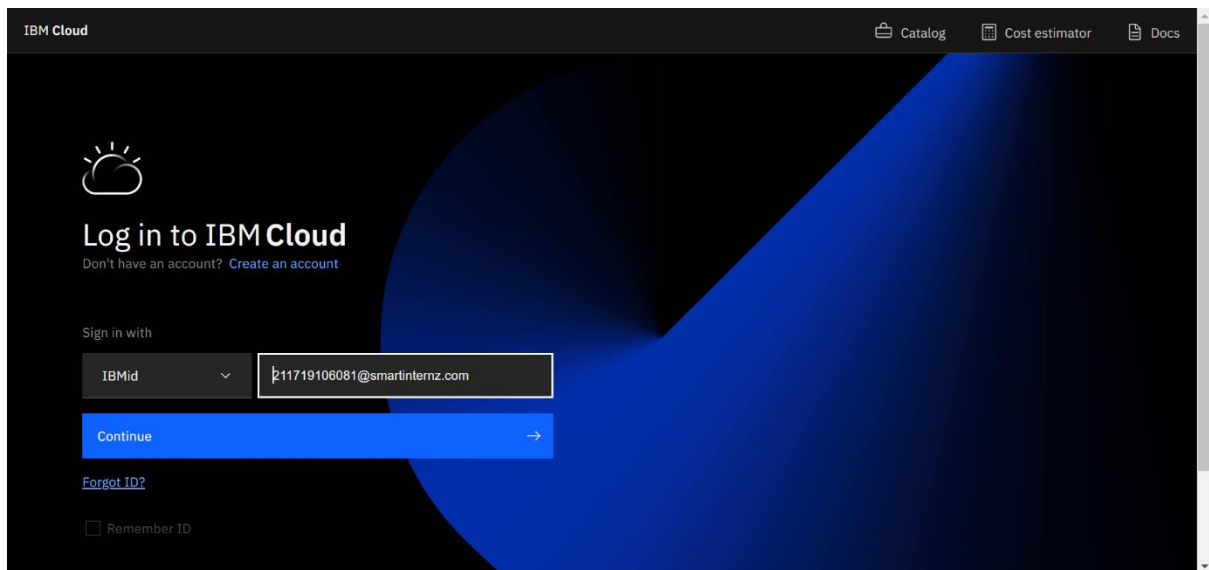 IBM Cloud
Catalog
Cost estimator
Docs
Log in to IBM Cloud
Don't have an account? Create an account
Sign in with
IBMid
211719106081@smartinternz.com
Continue
Forgot ID?
Remember ID